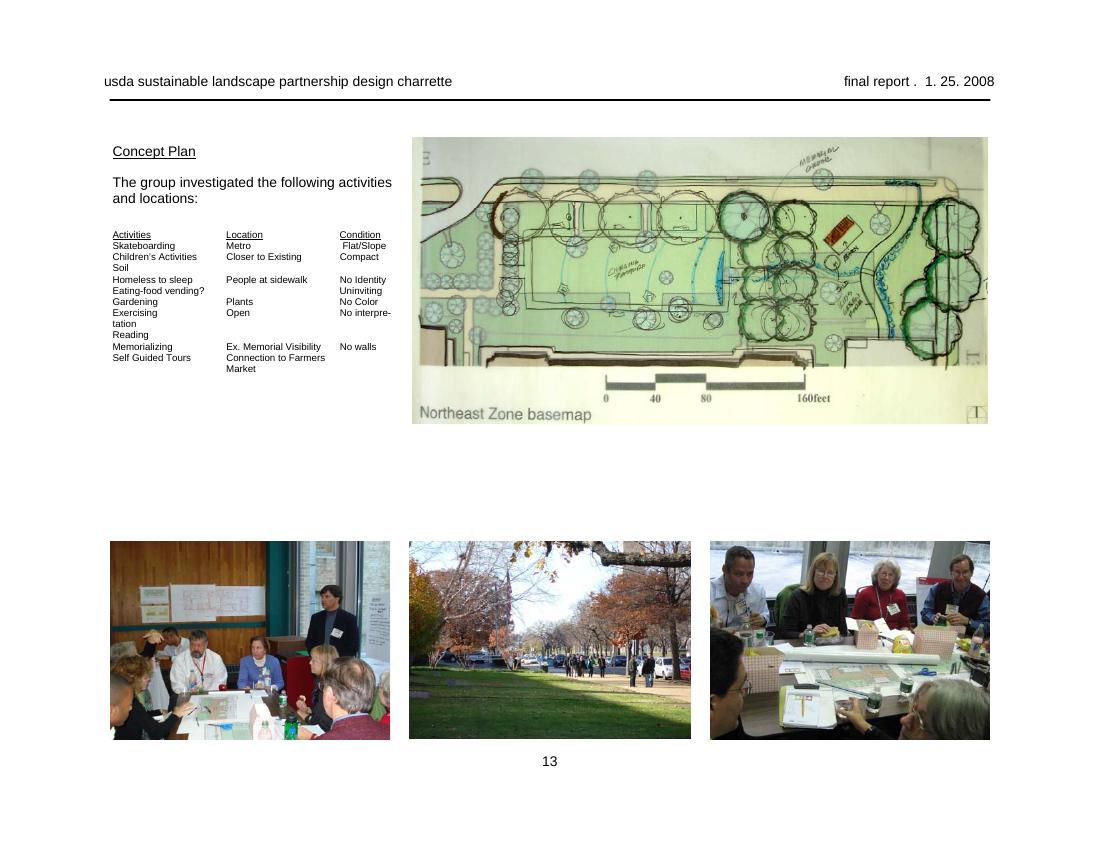 usda sustainable landscape partnership design charrette final report . 1. 25. 2008
Concept Plan
The group investigated the following activities
and locations:
Activities Location Condition
Skateboarding Metro Flat/Slope
Children's Activities Closer to Existing Compact
Soil
Homeless to sleep People at sidewalk No Identity
Eating-food vending? Uninviting
Gardening Plants No Color
Exercising Open No interpre-
tation
Reading
Memorializing Ex. Memorial Visibility No walls
Self Guided Tours Connection to Farmers
Market
MEMORIAL
0 40 80 160feet
Northeast Zone basemap
13